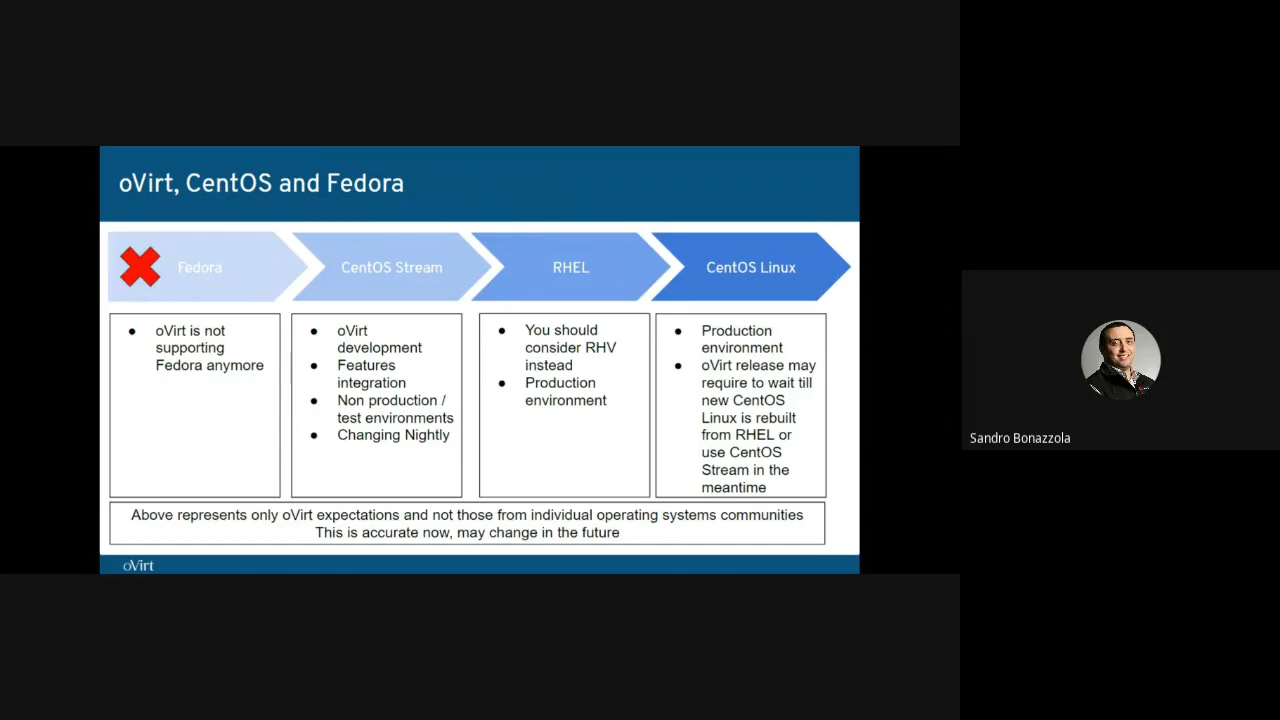 oVirt, CentOS and Fedora
Fedora
CentOS Stream
RHEL
CentOS Linux
● oVirt is not
supporting
Fedora anymore
● oVirt
development
● Features
integration
● Non production /
test environments
● Changing Nightly
● You should
consider RHV
instead
● Production
environment
● Production
environment
● oVirt release may
require to wait till
new CentOS
Linux is rebuilt
from RHEL or
use CentOS
Stream in the
meantime
Above represents only oVirt expectations and not those from individual operating systems communities
This is accurate now, may change in the future
oVirt
Sandro Bonazzola